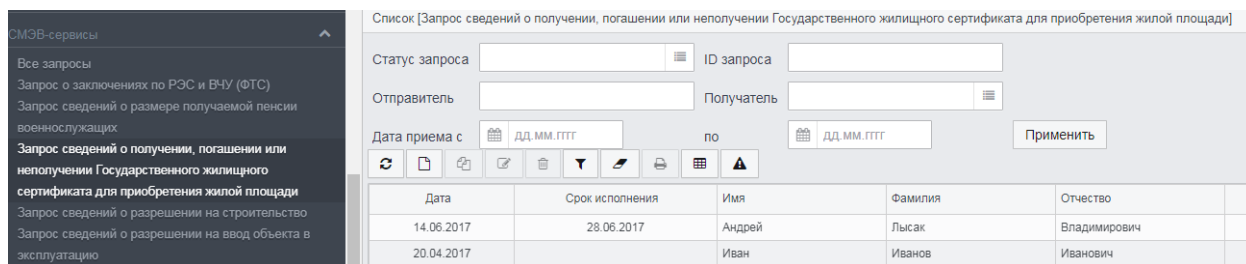 СМЭВ-сервисы
Все запросы
Запрос о заключениях по РЭС и ВЧУ (ФТС)
Запрос сведений о размере получаемой пенсии
военнослужащих
Запрос сведений о получении, погашении или
неполучении Государственного жилищного
сертификата для приобретения жилой площади
Запрос сведений о разрешении на строительство
Запрос сведений о разрешении на ввод объекта в
эксплуатацию
Список [Запрос сведений о получении, погашении или неполучении Государственного жилищного сертификата для приобретения жилой площади]
Статус запроса ID запроса
Отправитель Получатель
Дата приема с дд.мм.гггг по дд.мм.гггг Применить
Дата Срок исполнения Имя Фамилия Отчество
14.06.2017 28.06.2017 Андрей Лысак Владимирович
20.04.2017 Иван Иванов Иванович